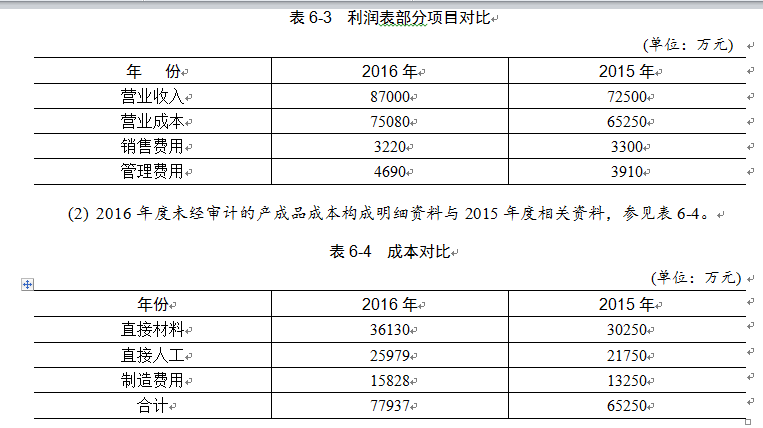 表 6-3 利润表部分项目对比
(单位：万元)
年 份 2016 年 2015 年
营业收入 87000 72500
营业成本 75080 65250
销售费用 3220 3300
管理费用 4690 3910
(2) 2016 年度未经审计的产成品成本构成明细资料与 2015 年度相关资料，参见表 6-4。
表 6-4 成本对比
(单位：万元)
年份 2016 年 2015 年
直接材料 36130 30250
直接人工 25979 21750
制造费用 15828 13250
合计 77937 65250